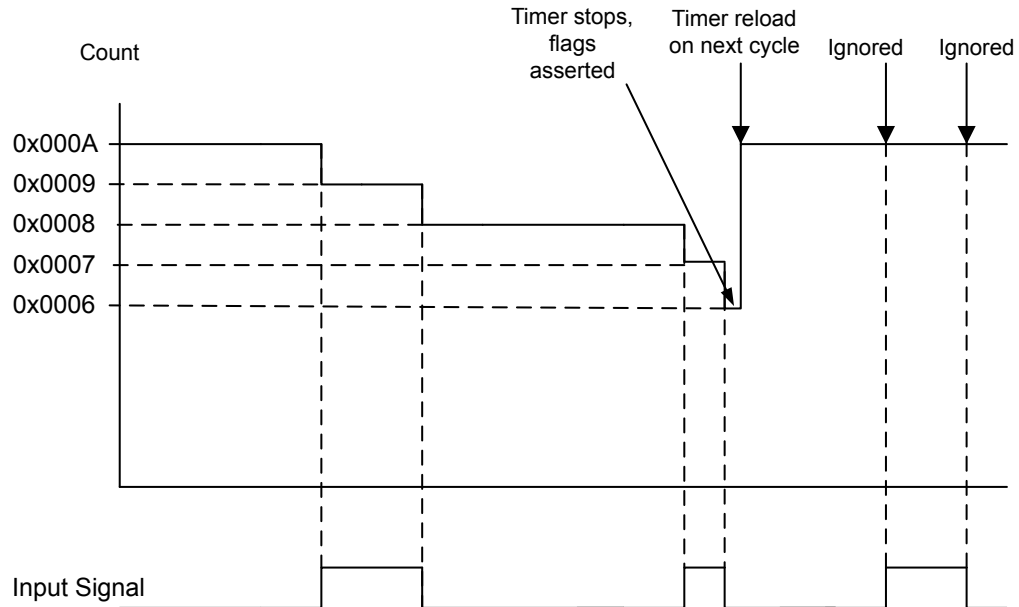 Timer stops,
flags
asserted
Timer reload
on next cycle
Ignored
Ignored
Count
0x000A
0x0009
0x0008
0x0007
0x0006
Input Signal